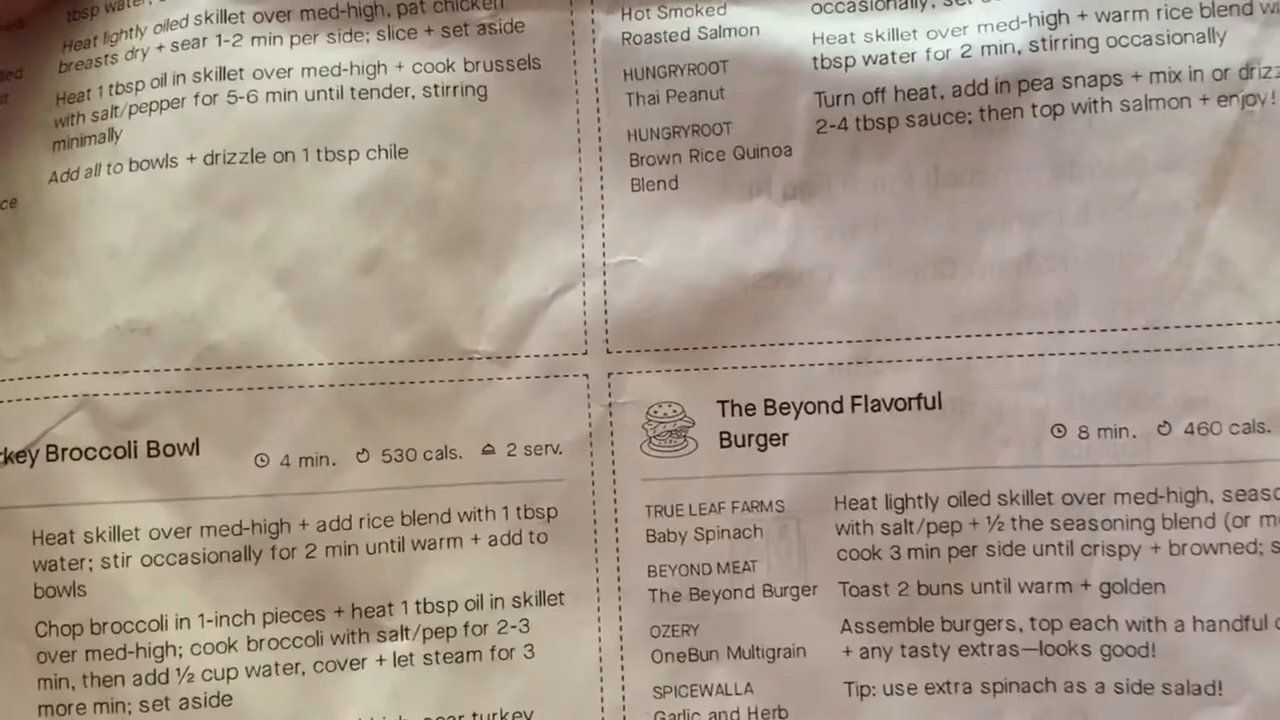 tbsp water,
Heat lightly oiled skillet over med-high, pat chicken
breasts dry + sear 1-2 min per side; slice + set aside
Heat 1 tbsp oil in skillet over med-high + cook brussels
with salt/pepper for 5-6 min until tender, stirring
minimally
Add all to bowls + drizzle on 1 tbsp chile
Hot Smoked
Roasted Salmon
HUNGRYROOT
Thai Peanut
HUNGRYROOT
Brown Rice Quinoa
Blend
occasionally,
Heat skillet over med-high + warm rice blend
tbsp water for 2 min, stirring occasionally
Turn off heat, add in pea snaps + mix in or
2-4 tbsp sauce; then top with salmon + enjoy!
Broccoli Bowl
4 min. 530 cals. 2 serv.
Heat skillet over med-high + add rice blend with 1 tbsp
water; stir occasionally for 2 min until warm + add to
bowls
Chop broccoli in 1-inch pieces + heat 1 tbsp oil in skillet
over med-high; cook broccoli with salt/pep for 2-3
min, then add ½ cup water, cover + let steam for 3
more min; set aside
turkey
The Beyond Flavorful
Burger
8 min. 460 cals.
TRUE LEAF FARMS
Baby Spinach
BEYOND MEAT
The Beyond Burger
OZERY
OneBun Multigrain
SPICEWALLA
Garlic and Herb
Heat lightly oiled skillet over med-high,
with salt/pep + ½ the seasoning blend (or
cook 3 min per side until crispy + browned;
Toast 2 buns until warm + golden
Assemble burgers, top each with a handful
+ any tasty extras—looks good!
Tip: use extra spinach as a side salad!